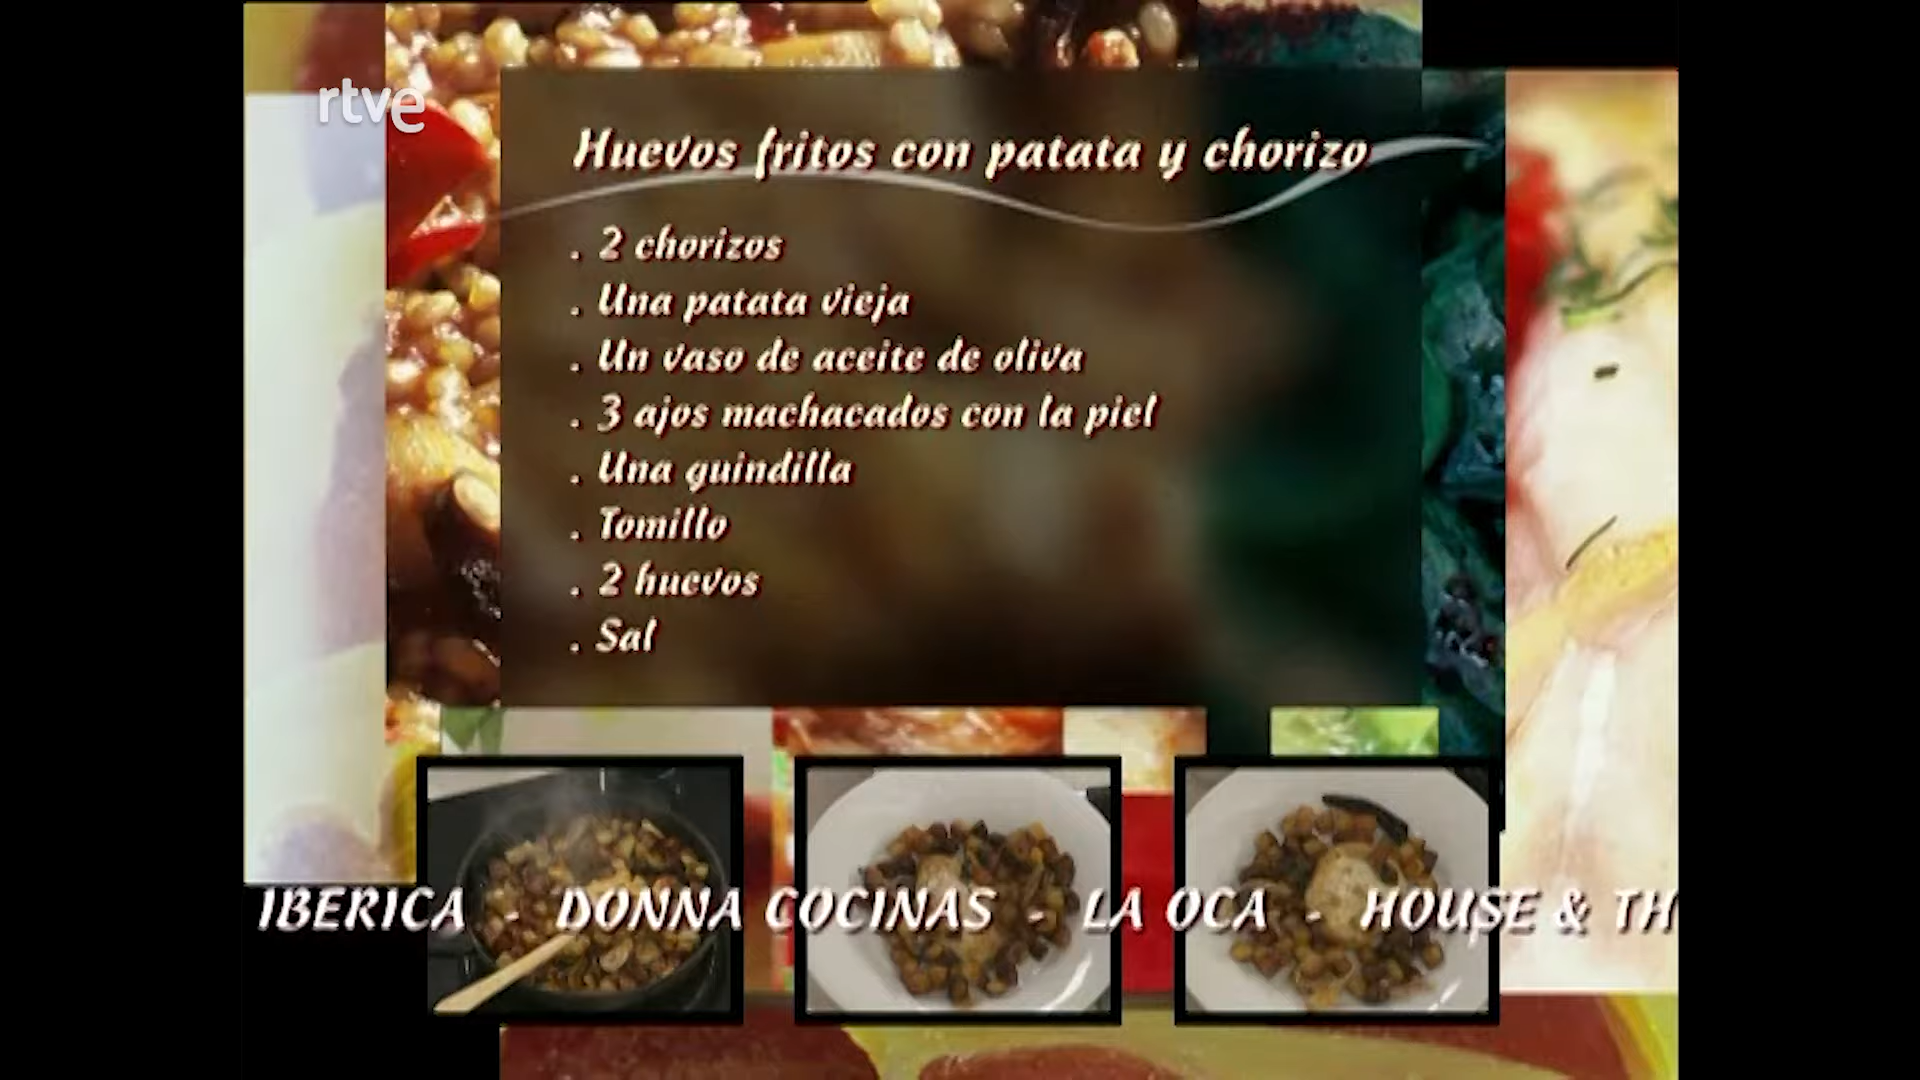 rtve
Huevos fritos con patata y chorizo
. 2 chorizos
. Una patata vieja
. Un vaso de aceite de oliva
. 3 ajos machacados con la piel
. Una guindilla
. Tomillo
. 2 huevos
. Sal
IBERICA - DONNA COCINAS - LA OCA - HOUSE & TH